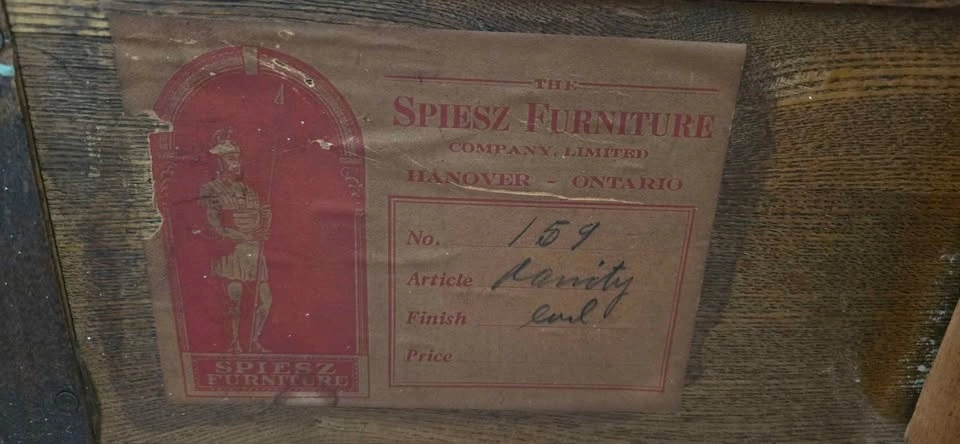 THE
SPIESZ FURNITURE
COMPANY, LIMITED
HANOVER - ONTARIO
No. 159
Article Vanity
Finish
Price
SPIESZ
FURNITURE